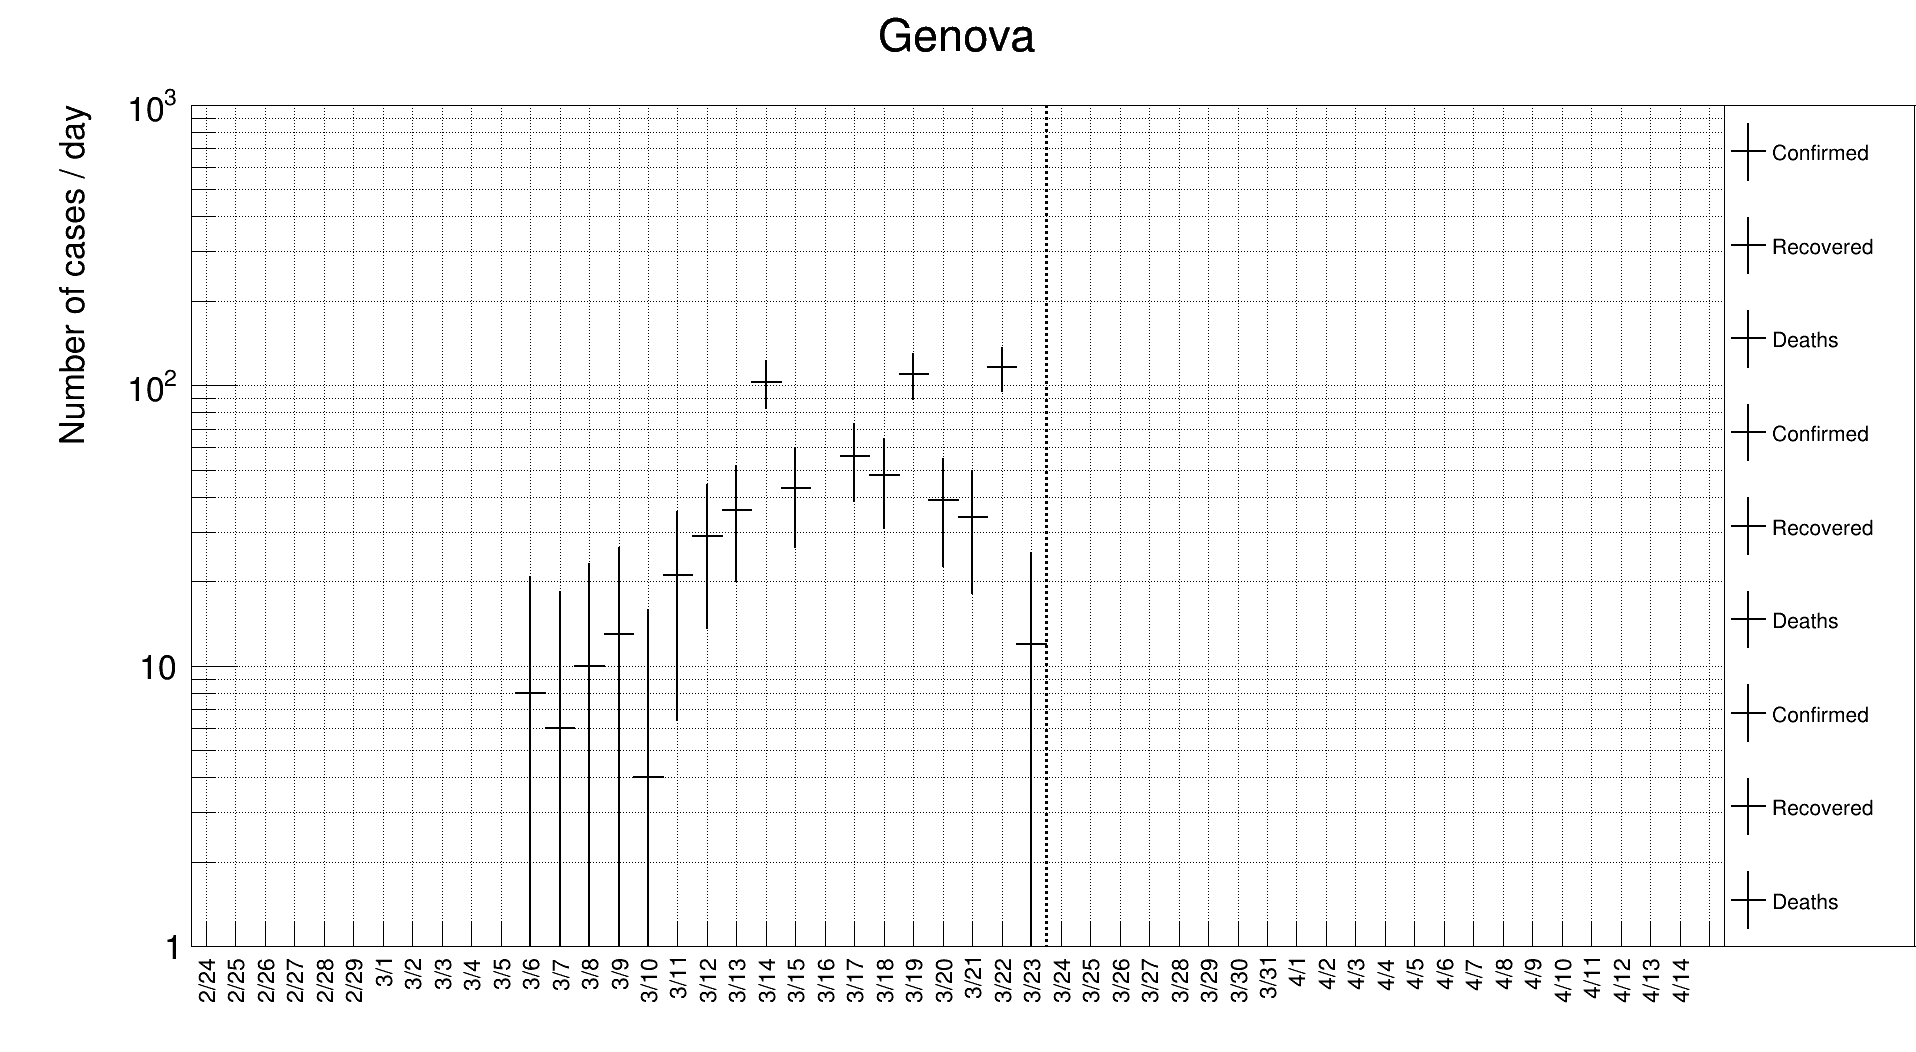 Genova
Number of cases / day
10³
10²
10
1
2/24 2/25 2/26 2/27 2/28 2/29 3/1 3/2 3/3 3/4 3/5 3/6 3/7 3/8 3/9 3/10 3/11 3/12 3/13 3/14 3/15 3/16 3/17 3/18 3/19 3/20 3/21 3/22 3/23 3/24 3/25 3/26 3/27 3/28 3/29 3/30 3/31 4/1 4/2 4/3 4/4 4/5 4/6 4/7 4/8 4/9 4/10 4/11 4/12 4/13 4/14
Confirmed
Recovered
Deaths
Confirmed
Recovered
Deaths
Confirmed
Recovered
Deaths